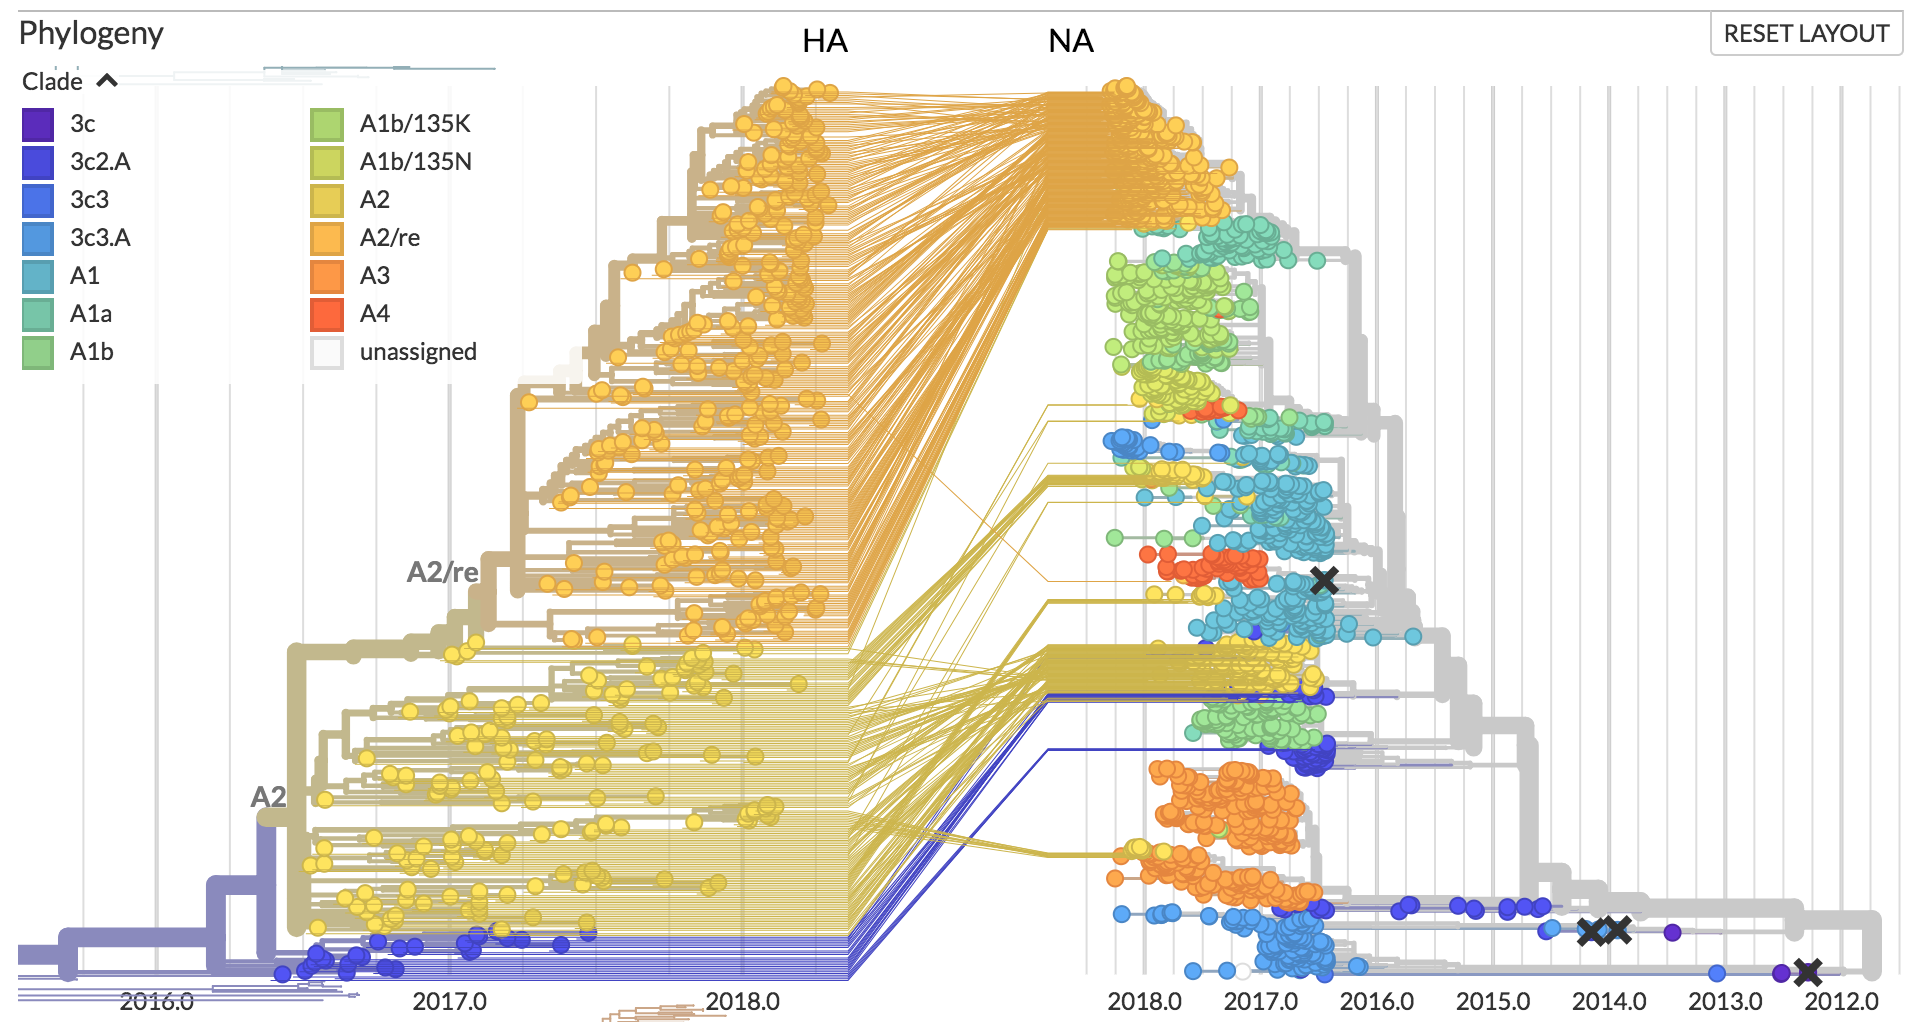 Phylogeny
HA
NA
RESET LAYOUT
Clade
3c
3c2.A
3c3
3c3.A
A1
A1a
A1b
A1b/135K
A1b/135N
A2
A2/re
A3
A4
unassigned
A2/re
A2
2016.0 2017.0 2018.0
2018.0 2017.0 2016.0 2015.0 2014.0 2013.0 2012.0